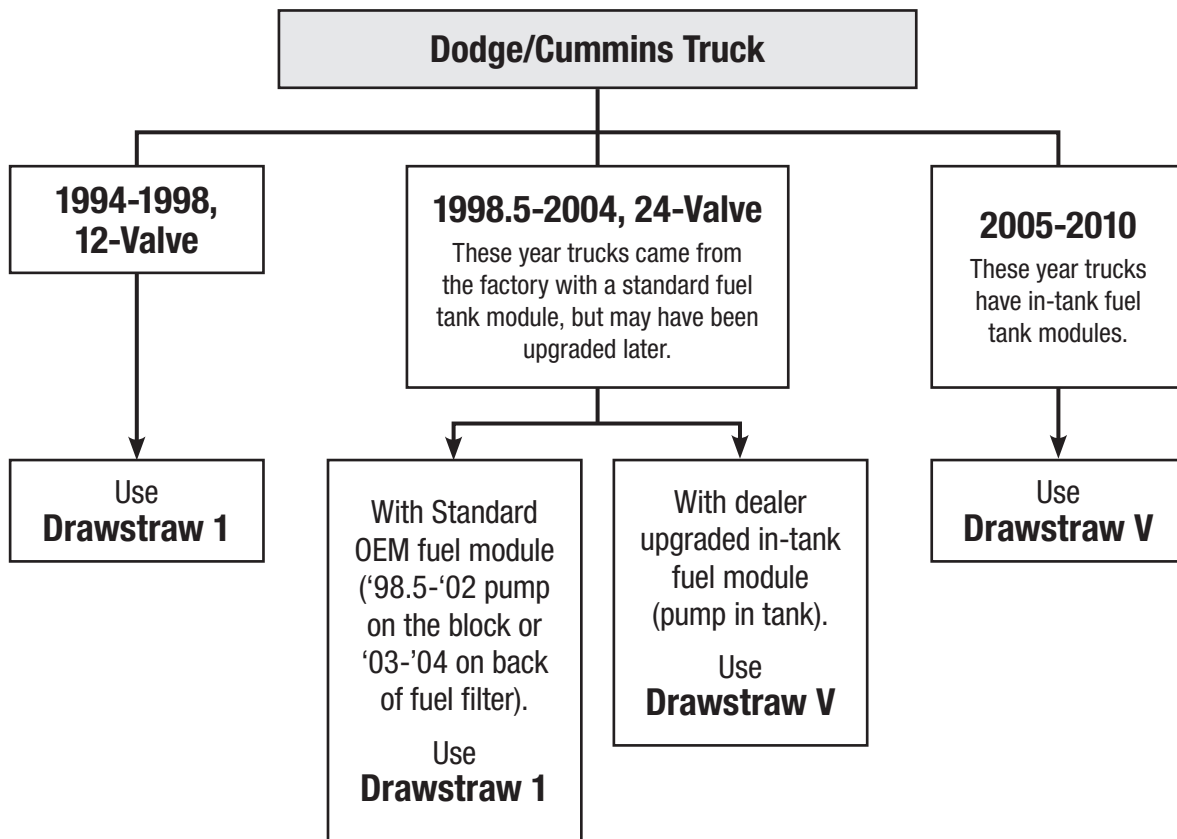 Dodge/Cummins Truck
1994-1998,
12-Valve
1998.5-2004, 24-Valve
These year trucks came from
the factory with a standard fuel
tank module, but may have been
upgraded later.
2005-2010
These year trucks
have in-tank fuel
tank modules.
Use
Drawstraw 1
With Standard
OEM fuel module
(‘98.5-‘02 pump
on the block or
‘03-’04 on back
of fuel filter).
Use
Drawstraw 1
With dealer
upgraded in-tank
fuel module
(pump in tank).
Use
Drawstraw V
Use
Drawstraw V